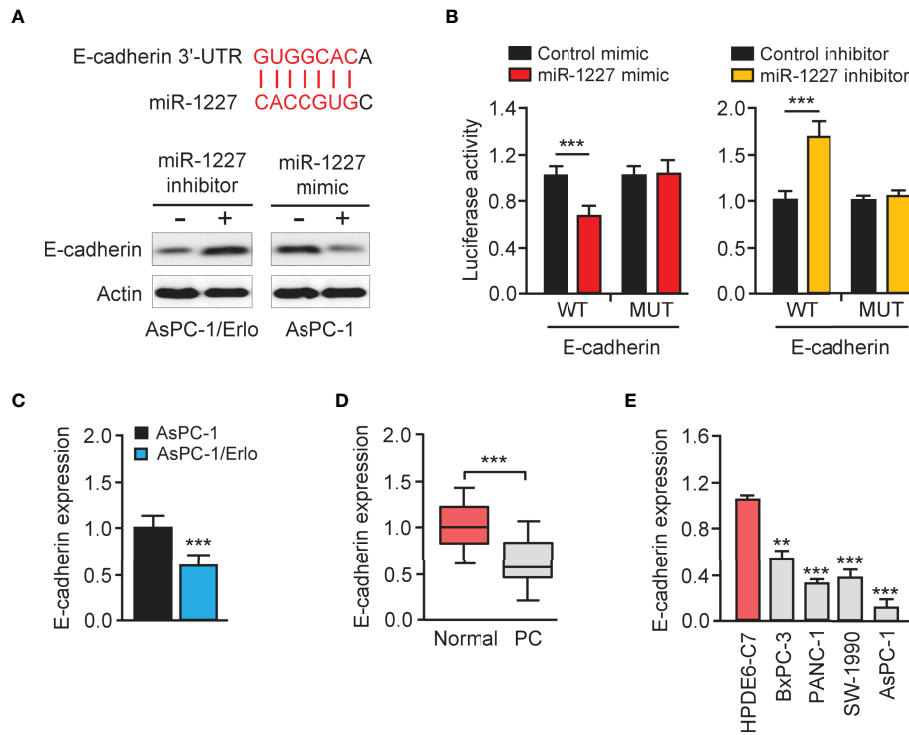 A
E-cadherin 3'-UTR GUGGCACA
miR-1227 CACCGUGC
miR-1227 inhibitor
miR-1227 mimic
– + – +
E-cadherin
Actin
AsPC-1/Erlo AsPC-1
B
Control mimic
miR-1227 mimic
Luciferase activity
1.4
1.2
0.8
0.4
0.0
***
WT MUT
E-cadherin
Control inhibitor
miR-1227 inhibitor
2.0
1.5
1.0
0.5
0.0
***
WT MUT
E-cadherin
C
AsPC-1
AsPC-1/Erlo
E-cadherin expression
2.0
1.5
1.0
0.5
0.0
***
D
E-cadherin expression
2.0
1.5
1.0
0.5
0.0
***
Normal PC
E
E-cadherin expression
1.6
1.2
0.8
0.4
0.0
**
***
***
***
HPDE6-C7
BxPC-3
PANC-1
SW-1990
AsPC-1